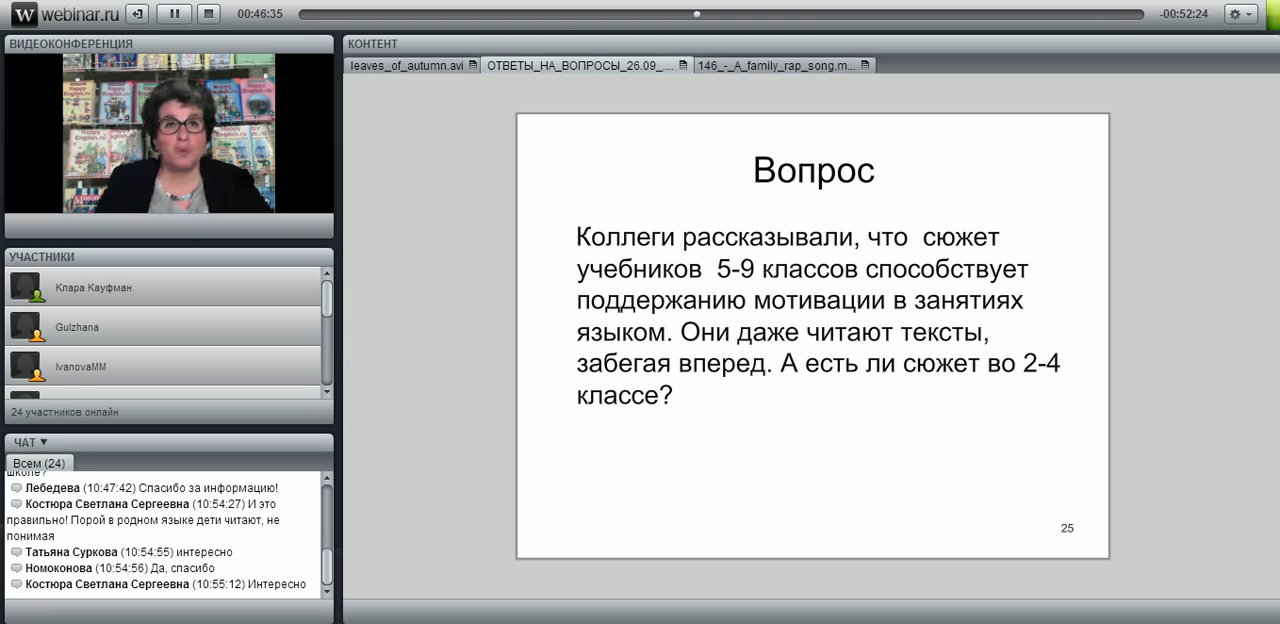 webinar.ru
00:46:35
-00:52:24
ВИДЕОКОНФЕРЕНЦИЯ
Happy English.ru
УЧАСТНИКИ
Клара Кауфман
Gulzhana
IvanovaMM
24 участников онлайн
ЧАТ
Всем (24)
школе?
Лебедева (10:47:42) Спасибо за информацию!
Костюра Светлана Сергеевна (10:54:27) И это
правильно! Порой в родном языке дети читают, не
понимая
Татьяна Суркова (10:54:55) интересно
Номоконова (10:54:56) Да, спасибо
Костюра Светлана Сергеевна (10:55:12) Интересно
КОНТЕНТ
leaves_of_autumn.avi
ОТВЕТЫ_НА_ВОПРОСЫ_26.09_....
146_-_A_family_rap_song.m...
Вопрос
Коллеги рассказывали, что сюжет
учебников 5-9 классов способствует
поддержанию мотивации в занятиях
языком. Они даже читают тексты,
забегая вперед. А есть ли сюжет во 2-4
классе?
25